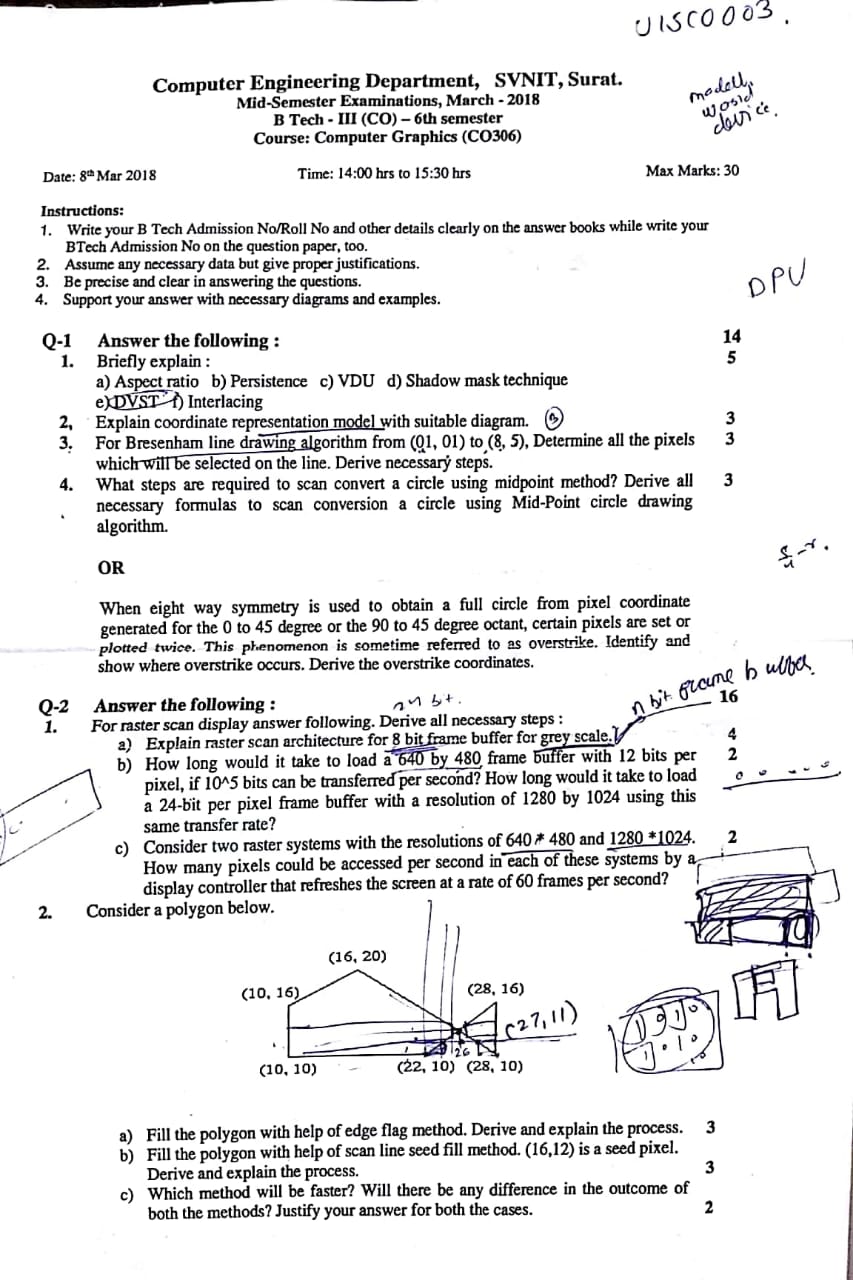 U15CO003.
Computer Engineering Department, SVNIT, Surat.
Mid-Semester Examinations, March - 2018
B Tech - III (CO) – 6th semester
Course: Computer Graphics (CO306)
modelly
world
device.
Date: 8th Mar 2018 Time: 14:00 hrs to 15:30 hrs Max Marks: 30
Instructions:
1. Write your B Tech Admission No/Roll No and other details clearly on the answer books while write your
BTech Admission No on the question paper, too.
2. Assume any necessary data but give proper justifications.
3. Be precise and clear in answering the questions.
4. Support your answer with necessary diagrams and examples.
DPU
Q-1 Answer the following : 14
1. Briefly explain : 5
a) Aspect ratio b) Persistence c) VDU d) Shadow mask technique
e) DVST f) Interlacing
2, Explain coordinate representation model with suitable diagram. 3
3. For Bresenham line drawing algorithm from (01, 01) to (8, 5), Determine all the pixels 3
which will be selected on the line. Derive necessary steps.
4. What steps are required to scan convert a circle using midpoint method? Derive all 3
necessary formulas to scan conversion a circle using Mid-Point circle drawing
algorithm.
OR
When eight way symmetry is used to obtain a full circle from pixel coordinate
generated for the 0 to 45 degree or the 90 to 45 degree octant, certain pixels are set or
plotted twice. This phenomenon is sometime referred to as overstrike. Identify and
show where overstrike occurs. Derive the overstrike coordinates.
n bit frame buffer
Q-2 Answer the following : 16
1. For raster scan display answer following. Derive all necessary steps :
a) Explain raster scan architecture for 8 bit frame buffer for grey scale. 4
b) How long would it take to load a 640 by 480 frame buffer with 12 bits per 2
pixel, if 10^5 bits can be transferred per second? How long would it take to load
a 24-bit per pixel frame buffer with a resolution of 1280 by 1024 using this
same transfer rate?
c) Consider two raster systems with the resolutions of 640 * 480 and 1280 *1024. 2
How many pixels could be accessed per second in each of these systems by a
display controller that refreshes the screen at a rate of 60 frames per second?
2. Consider a polygon below.
(16, 20)
(10, 16) (28, 16)
(27,11)
26
(10, 10) (22, 10) (28, 10)
a) Fill the polygon with help of edge flag method. Derive and explain the process. 3
b) Fill the polygon with help of scan line seed fill method. (16,12) is a seed pixel.
Derive and explain the process. 3
c) Which method will be faster? Will there be any difference in the outcome of
both the methods? Justify your answer for both the cases. 2